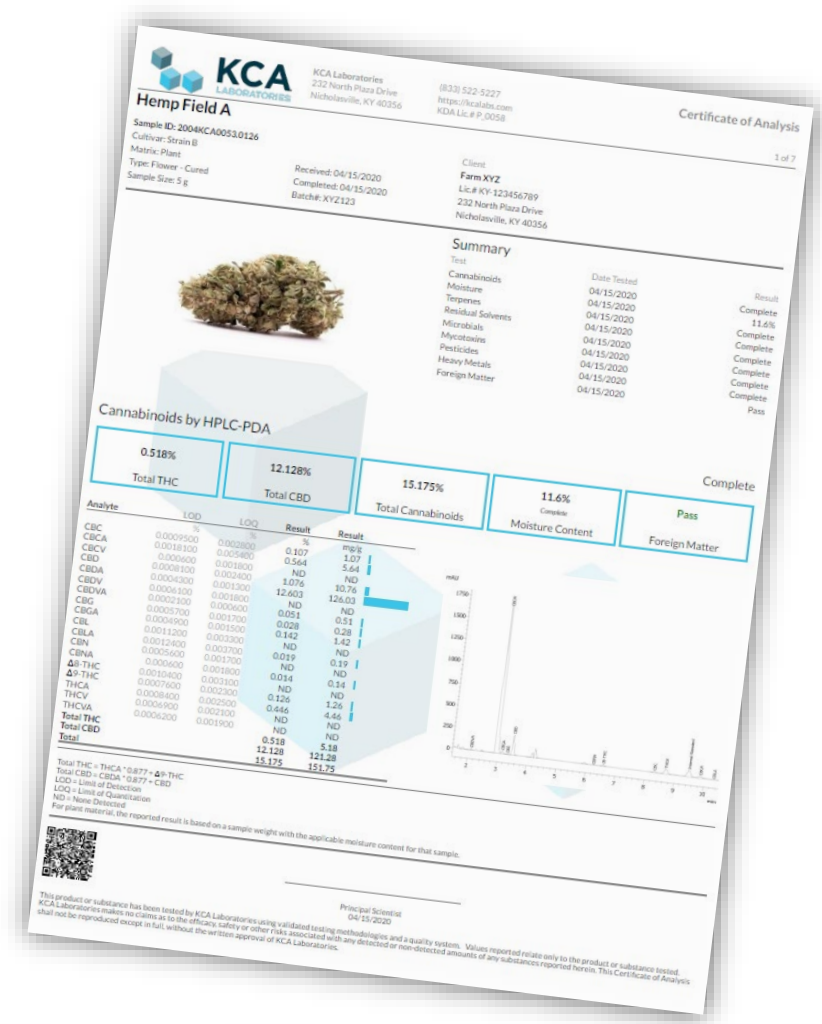 KCA
LABORATORIES
KCA Laboratories
232 North Plaza Drive
Nicholasville, KY 40356
(833) 522-5227
https://kcalabs.com
KDA Lic.# P_0058
Certificate of Analysis
1 of 7
Hemp Field A
Sample ID: 2004KCA0053.0126
Cultivar: Strain B
Matrix: Plant
Type: Flower - Cured
Sample Size: 5 g
Received: 04/15/2020
Completed: 04/15/2020
Batch#: XYZ123
Client
Farm XYZ
Lic.# KY-123456789
232 North Plaza Drive
Nicholasville, KY 40356
Summary
Test Date Tested Result
Cannabinoids 04/15/2020 Complete
Moisture 04/15/2020 11.6%
Terpenes 04/15/2020 Complete
Residual Solvents 04/15/2020 Complete
Microbials 04/15/2020 Complete
Mycotoxins 04/15/2020 Complete
Pesticides 04/15/2020 Complete
Heavy Metals 04/15/2020 Complete
Foreign Matter 04/15/2020 Pass
Cannabinoids by HPLC-PDA
Complete
0.518%
Total THC
12.128%
Total CBD
15.175%
Total Cannabinoids
11.6%
Complete
Moisture Content
Pass
Foreign Matter
Analyte LOD LOQ Result Result
% % % mg/g
CBC 0.0009500 0.002800 0.107 1.07
CBCA 0.0018100 0.005400 0.564 5.64
CBCV 0.000600 0.001800 ND ND
CBD 0.0008100 0.002400 1.076 10.76
CBDA 0.0004300 0.001300 12.603 126.03
CBDV 0.0006100 0.001800 ND ND
CBDVA 0.0002100 0.000600 0.051 0.51
CBG 0.0005700 0.001700 0.028 0.28
CBGA 0.0004900 0.001500 0.142 1.42
CBL 0.0011200 0.003300 ND ND
CBLA 0.0012400 0.003700 0.019 0.19
CBN 0.0005600 0.001700 ND ND
CBNA 0.000600 0.001800 0.014 0.14
Δ8-THC 0.0010400 0.003100 ND ND
Δ9-THC 0.0007600 0.002300 0.126 1.26
THCA 0.0008400 0.002500 0.446 4.46
THCV 0.0006900 0.002100 ND ND
THCVA 0.0006200 0.001900 ND ND
Total THC 0.518 5.18
Total CBD 12.128 121.28
Total 15.175 151.75
mAU
1750
1500
1250
1000
750
500
250
0
2 3 4 5 6 7 8 9 10
Total THC = THCA * 0.877 + Δ9-THC
Total CBD = CBDA * 0.877 + CBD
LOD = Limit of Detection
LOQ = Limit of Quantitation
ND = None Detected
For plant material, the reported result is based on a sample weight with the applicable moisture content for that sample.
Principal Scientist
04/15/2020
This product or substance has been tested by KCA Laboratories using validated testing methodologies and a quality system. Values reported relate only to the product or substance tested.
KCA Laboratories makes no claims as to the efficacy, safety or other risks associated with any detected or non-detected amounts of any substances reported herein. This Certificate of Analysis
shall not be reproduced except in full, without the written approval of KCA Laboratories.